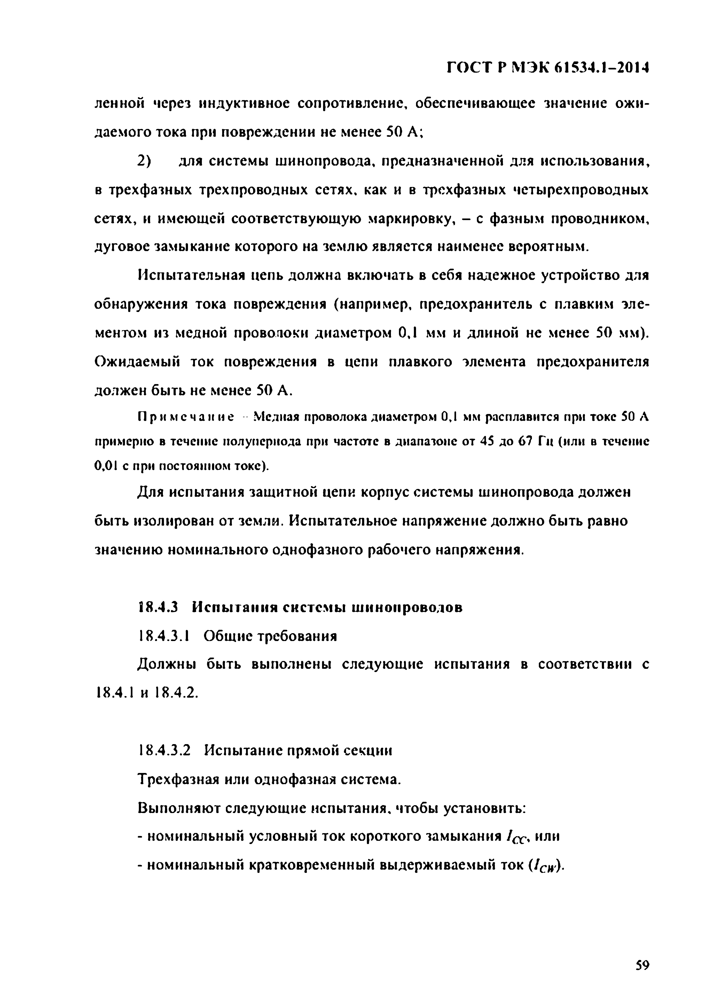 ГОСТ Р МЭК 61534.1–2014
ленной через индуктивное сопротивление, обеспечивающее значение ожи-
даемого тока при повреждении не менее 50 А;
2) для системы шинопровода, предназначенной для использования,
в трехфазных трехпроводных сетях, как и в трехфазных четырехпроводных
сетях, и имеющей соответствующую маркировку, – с фазным проводником,
дуговое замыкание которого на землю является наименее вероятным.
Испытательная цепь должна включать в себя надежное устройство для
обнаружения тока повреждения (например, предохранитель с плавким эле-
ментом из медной проволоки диаметром 0,1 мм и длиной не менее 50 мм).
Ожидаемый ток повреждения в цепи плавкого элемента предохранителя
должен быть не менее 50 А.
Примечание – Медная проволока диаметром 0,1 мм расплавится при токе 50 А
примерно в течение полупериода при частоте в диапазоне от 45 до 67 Гц (или в течение
0,01 с при постоянном токе).
Для испытания защитной цепи корпус системы шинопровода должен
быть изолирован от земли. Испытательное напряжение должно быть равно
значению номинального однофазного рабочего напряжения.
18.4.3 Испытания системы шинопроводов
18.4.3.1 Общие требования
Должны быть выполнены следующие испытания в соответствии с
18.4.1 и 18.4.2.
18.4.3.2 Испытание прямой секции
Трехфазная или однофазная система.
Выполняют следующие испытания, чтобы установить:
- номинальный условный ток короткого замыкания I_CC, или
- номинальный кратковременный выдерживаемый ток (I_CW).
59